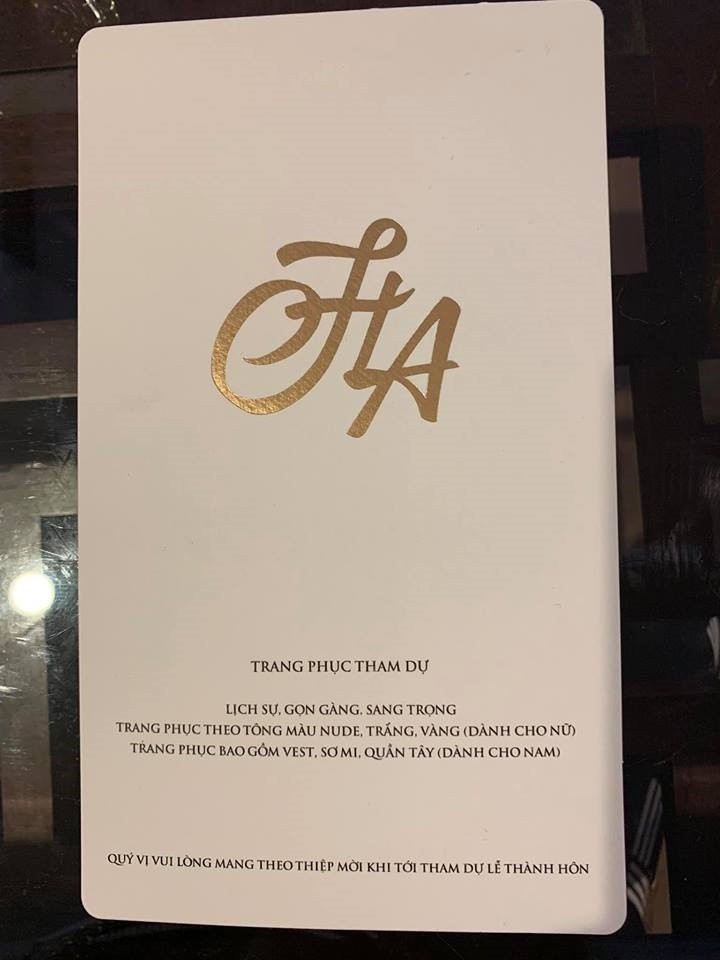 HA
TRANG PHỤC THAM DỰ
LỊCH SỰ, GỌN GÀNG. SANG TRỌNG
TRANG PHỤC THEO TÔNG MÀU NUDE, TRẮNG, VÀNG (DÀNH CHO NỮ)
TRANG PHỤC BAO GỒM VEST, SƠ MI, QUẦN TÂY (DÀNH CHO NAM)
QUÝ VỊ VUI LÒNG MANG THEO THIỆP MỜI KHI TỚI THAM DỰ LỄ THÀNH HÔN